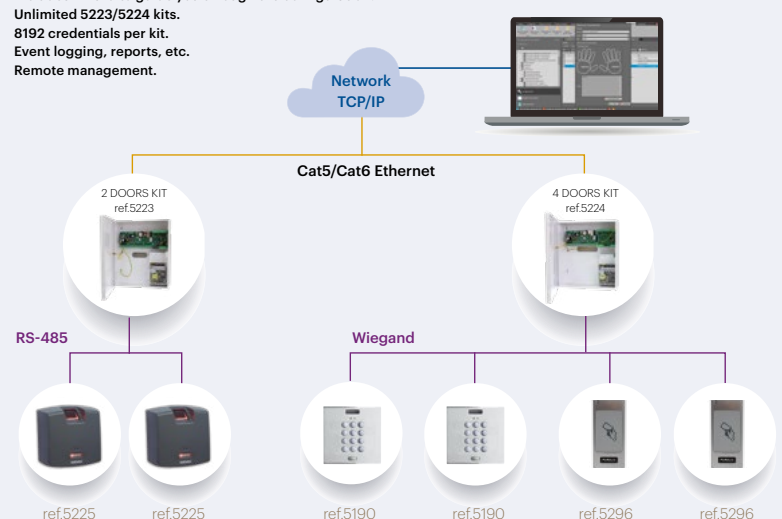 Unlimited 5223/5224 kits.
8192 credentials per kit.
Event logging, reports, etc.
Remote management.
Network
TCP/IP
Cat5/Cat6 Ethernet
2 DOORS KIT
ref.5223
4 DOORS KIT
ref.5224
RS-485
Wiegand
ref.5225
ref.5225
ref.5190
ref.5190
ref.5296
ref.5296